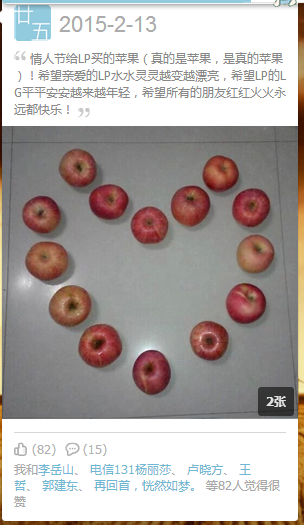 廿五
2015-2-13
“ 情人节给LP买的苹果（真的是苹果，是真的苹果
）！希望亲爱的LP水水灵灵越变越漂亮，希望LP的L
G平平安安越来越年轻，希望所有的朋友红红火火永
远都快乐！ ”
2张
(82) (15)
我和李岳山、 电信131杨丽莎、 卢晓方、 王
哲、 郭建东、 再回首，恍然如梦。 等82人觉得很
赞